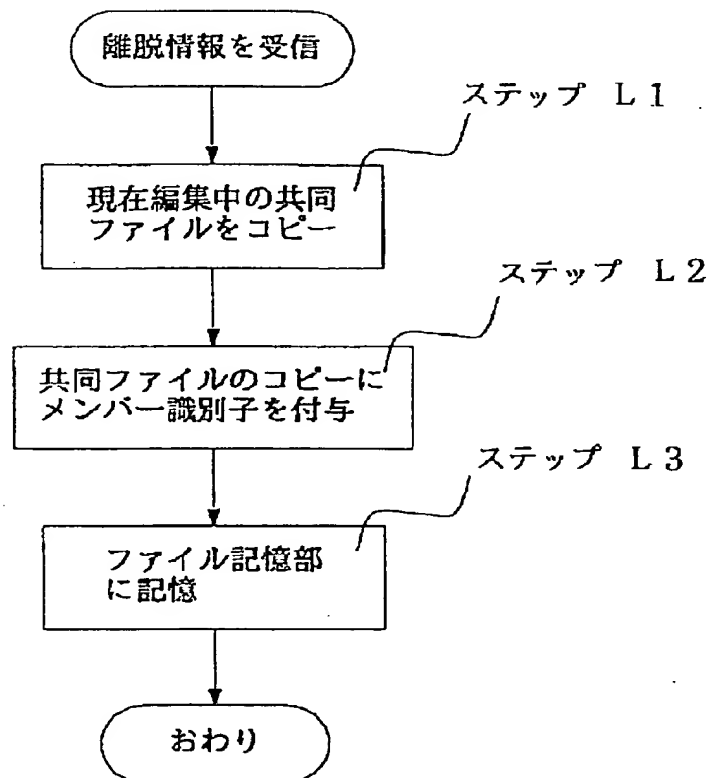 離脱情報を受信
ステップ L1
現在編集中の共同
ファイルをコピー
ステップ L2
共同ファイルのコピーに
メンバー識別子を付与
ステップ L3
ファイル記憶部
に記憶
おわり